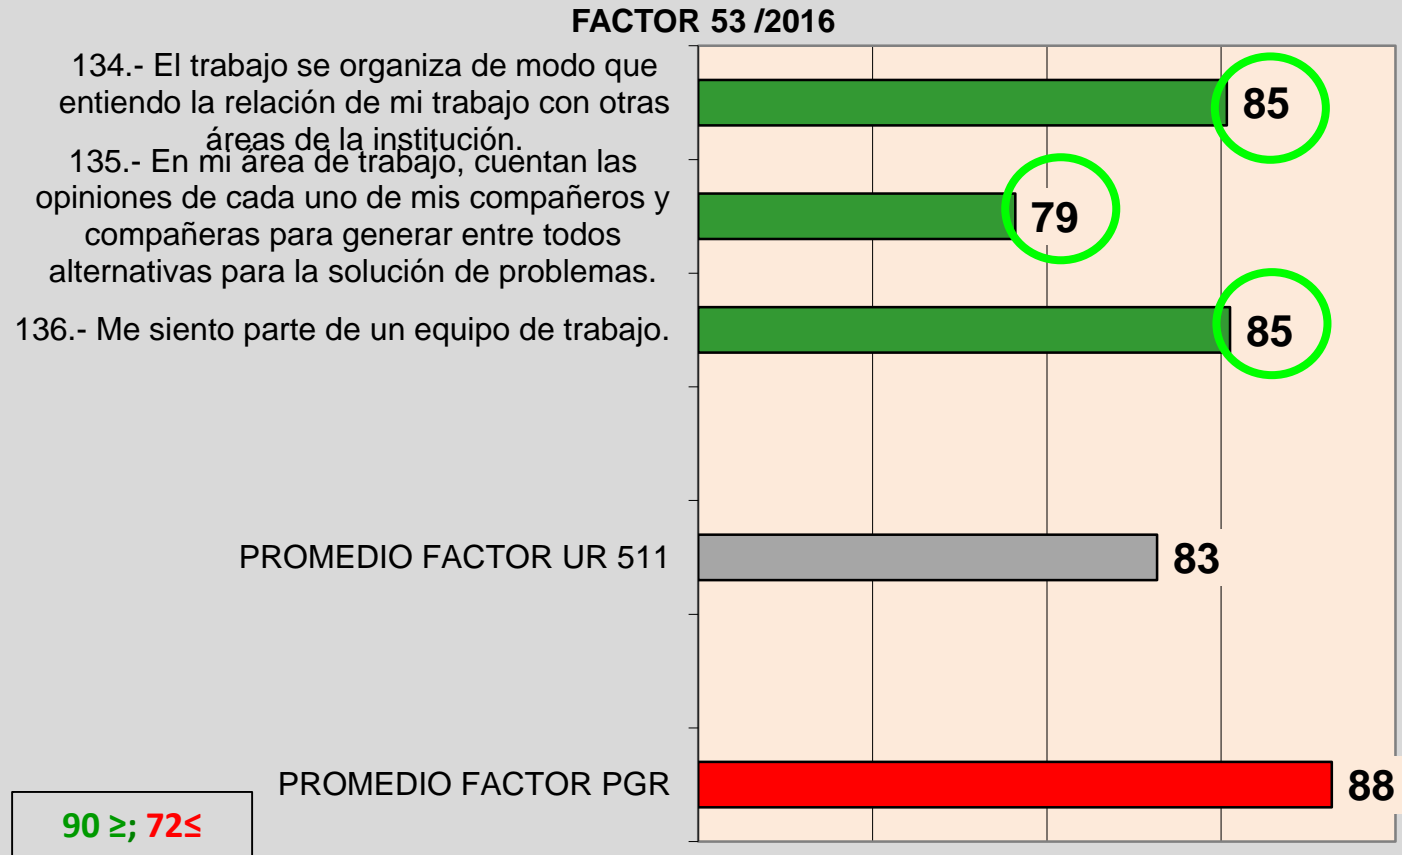 FACTOR 53 /2016
134.- El trabajo se organiza de modo que
entiendo la relación de mi trabajo con otras
áreas de la institución.
85
135.- En mi área de trabajo, cuentan las
opiniones de cada uno de mis compañeros y
compañeras para generar entre todos
alternativas para la solución de problemas.
79
136.- Me siento parte de un equipo de trabajo.
85
PROMEDIO FACTOR UR 511
83
PROMEDIO FACTOR PGR
88
90 ≥; 72≤